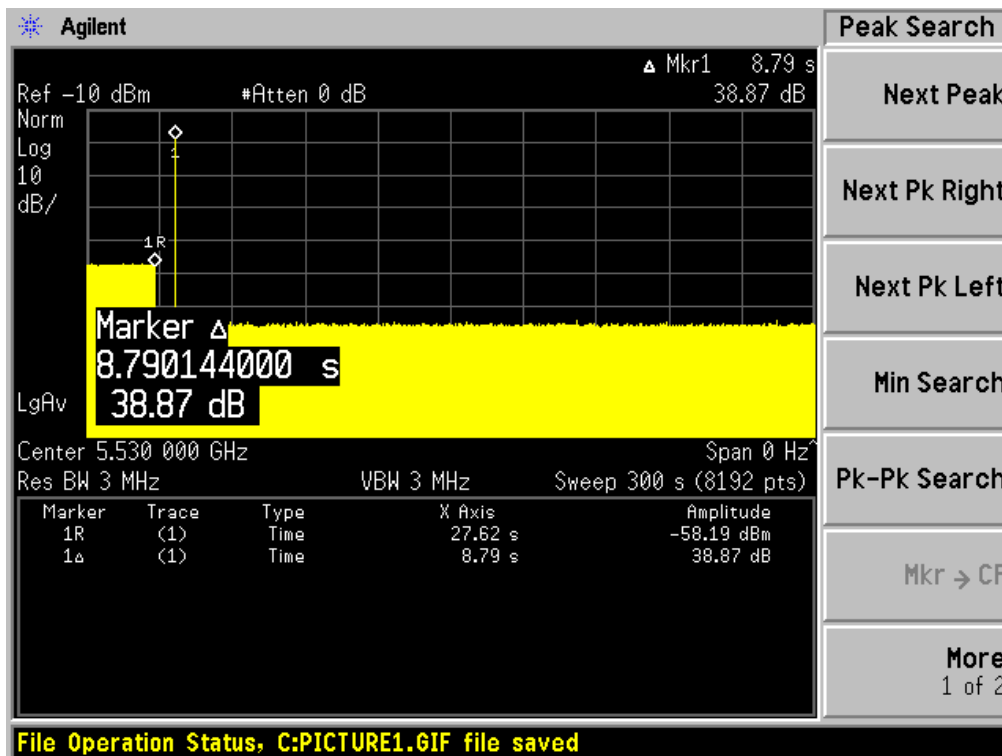 Agilent
Peak Search
Δ Mkr1 8.79 s
Ref -10 dBm #Atten 0 dB 38.87 dB
Norm
Log
10
dB/
1
1R
Marker Δ
8.790144000 s
38.87 dB
LgAv
Center 5.530 000 GHz Span 0 Hz^
Res BW 3 MHz VBW 3 MHz Sweep 300 s (8192 pts)
Marker Trace Type X Axis Amplitude
1R (1) Time 27.62 s -58.19 dBm
1Δ (1) Time 8.79 s 38.87 dB
Next Peak
Next Pk Right
Next Pk Left
Min Search
Pk-Pk Search
Mkr → CF
More
1 of 2
File Operation Status, C:PICTURE1.GIF file saved